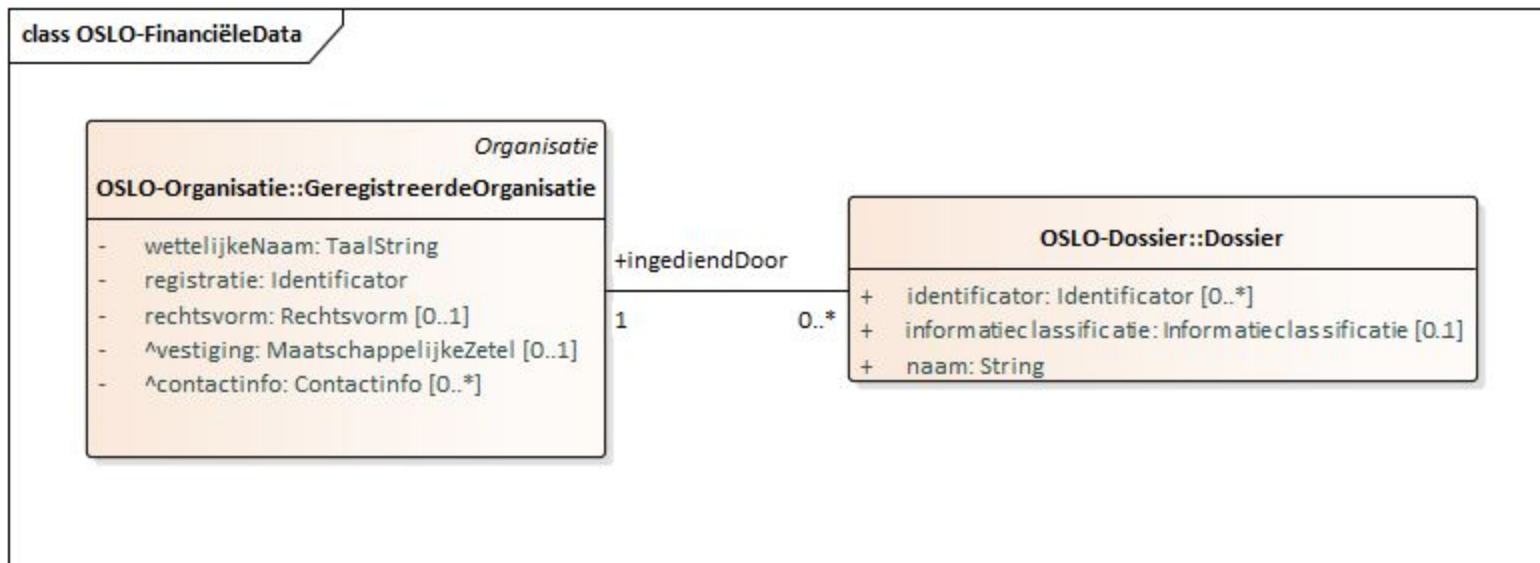 class OSLO-FinanciëleData
Organisatie
OSLO-Organisatie::GeregistreerdeOrganisatie
- wettelijkeNaam: TaalString
- registratie: Identificator
- rechtsvorm: Rechtsvorm [0..1]
- ^vestiging: MaatschappelijkeZetel [0..1]
- ^contactinfo: Contactinfo [0..*]
+ingediendDoor
1
0..*
OSLO-Dossier::Dossier
+ identificator: Identificator [0..*]
+ informatieclassificatie: Informatieclassificatie [0.1]
+ naam: String